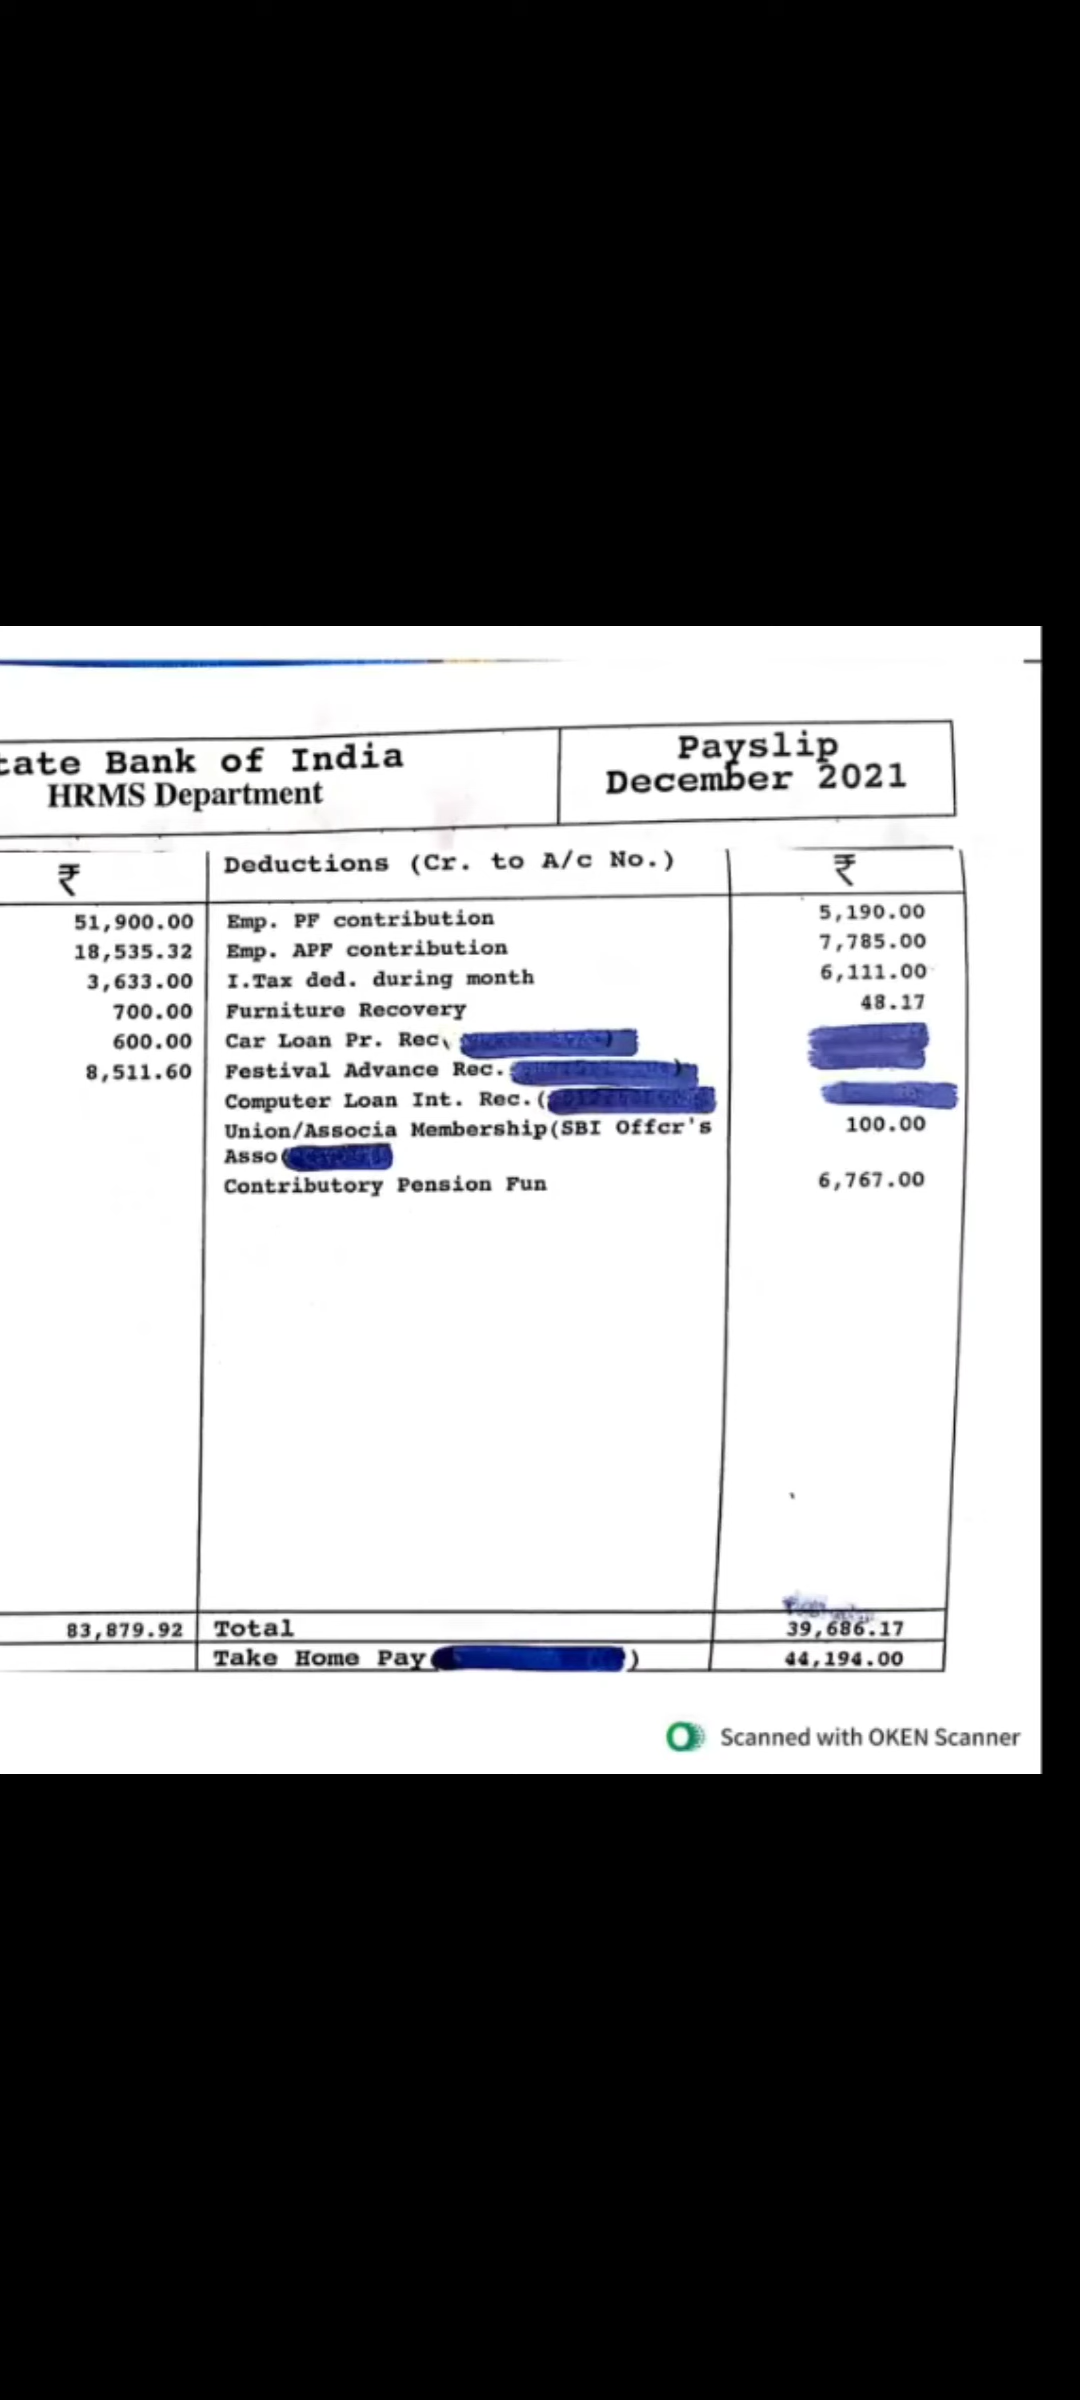 tate Bank of India
HRMS Department
Payslip
December 2021
₹ Deductions (Cr. to A/c No.) ₹
51,900.00 Emp. PF contribution 5,190.00
18,535.32 Emp. APF contribution 7,785.00
3,633.00 I.Tax ded. during month 6,111.00
700.00 Furniture Recovery 48.17
600.00 Car Loan Pr. Rec.
8,511.60 Festival Advance Rec.
Computer Loan Int. Rec.(
Union/Associa Membership(SBI Offcr's 100.00
Asso(
Contributory Pension Fun 6,767.00
83,879.92 Total 39,686.17
Take Home Pay( ) 44,194.00
Scanned with OKEN Scanner